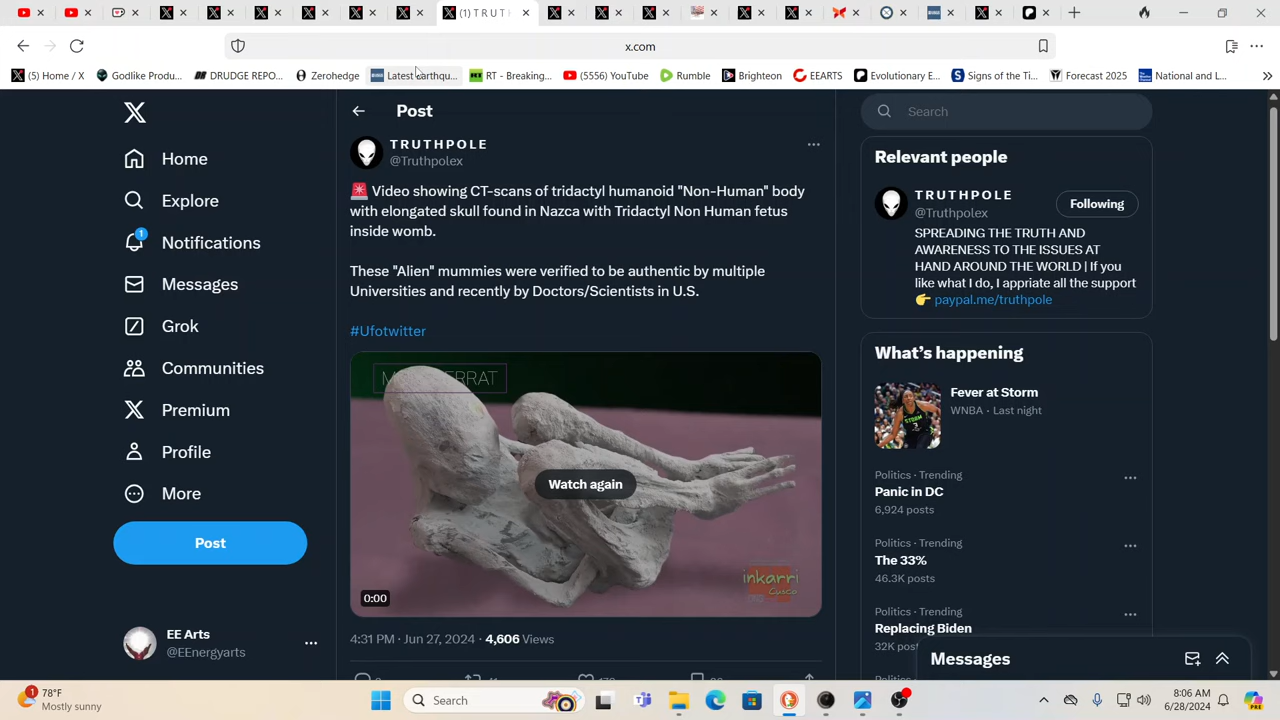 (1) T R U T H
x.com
(5) Home / X
Godlike Produ...
DRUDGE REPO...
Zerohedge
Latest Earthqu...
RT - Breaking...
(5556) YouTube
Rumble
Brighteon
EEARTS
Evolutionary E...
Signs of the Ti...
Forecast 2025
National and L...
Home
Explore
1
Notifications
Messages
Grok
Communities
Premium
Profile
More
Post
EE Arts
@EEnergyarts
Post
T R U T H P O L E
@Truthpolex
🚨 Video showing CT-scans of tridactyl humanoid "Non-Human" body
with elongated skull found in Nazca with Tridactyl Non Human fetus
inside womb.
These "Alien" mummies were verified to be authentic by multiple
Universities and recently by Doctors/Scientists in U.S.
#Ufotwitter
Watch again
inkarri
Cusco
0:00
4:31 PM · Jun 27, 2024 · 4,606 Views
Search
Relevant people
T R U T H P O L E
@Truthpolex
Following
SPREADING THE TRUTH AND
AWARENESS TO THE ISSUES AT
HAND AROUND THE WORLD | If you
like what I do, I appriate all the support
👉 paypal.me/truthpole
What's happening
Fever at Storm
WNBA · Last night
STORM
Politics · Trending
Panic in DC
6,924 posts
Politics · Trending
The 33%
46.3K posts
Politics · Trending
Replacing Biden
32K
Messages
1
78°F
Mostly sunny
Search
8:06 AM
6/28/2024
PRE